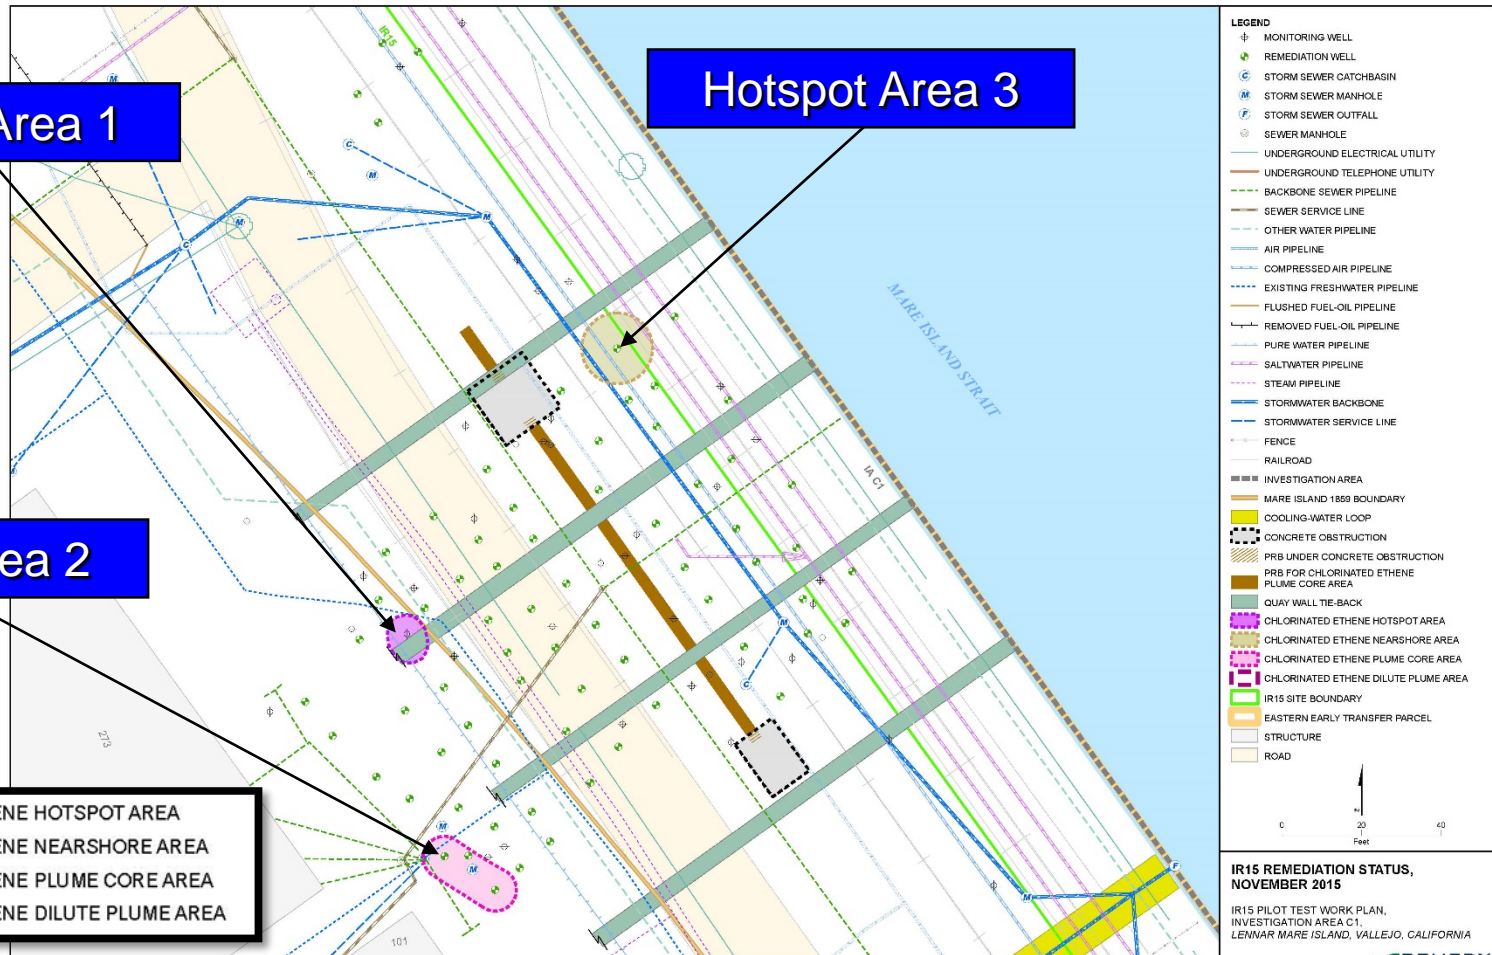 Area 1
Hotspot Area 3
ea 2
IR15
MARE ISLAND STRAIT
IA C1
273
101
ENE HOTSPOT AREA
ENE NEARSHORE AREA
ENE PLUME CORE AREA
ENE DILUTE PLUME AREA
LEGEND
MONITORING WELL
REMEDIATION WELL
C STORM SEWER CATCHBASIN
M STORM SEWER MANHOLE
F STORM SEWER OUTFALL
SEWER MANHOLE
UNDERGROUND ELECTRICAL UTILITY
UNDERGROUND TELEPHONE UTILITY
BACKBONE SEWER PIPELINE
SEWER SERVICE LINE
OTHER WATER PIPELINE
AIR PIPELINE
COMPRESSED AIR PIPELINE
EXISTING FRESHWATER PIPELINE
FLUSHED FUEL-OIL PIPELINE
REMOVED FUEL-OIL PIPELINE
PURE WATER PIPELINE
SALTWATER PIPELINE
STEAM PIPELINE
STORMWATER BACKBONE
STORMWATER SERVICE LINE
FENCE
RAILROAD
INVESTIGATION AREA
MARE ISLAND 1859 BOUNDARY
COOLING-WATER LOOP
CONCRETE OBSTRUCTION
PRB UNDER CONCRETE OBSTRUCTION
PRB FOR CHLORINATED ETHENE
PLUME CORE AREA
QUAY WALL TIE-BACK
CHLORINATED ETHENE HOTSPOT AREA
CHLORINATED ETHENE NEARSHORE AREA
CHLORINATED ETHENE PLUME CORE AREA
CHLORINATED ETHENE DILUTE PLUME AREA
IR15 SITE BOUNDARY
EASTERN EARLY TRANSFER PARCEL
STRUCTURE
ROAD
0 20 40
Feet
IR15 REMEDIATION STATUS,
NOVEMBER 2015
IR15 PILOT TEST WORK PLAN,
INVESTIGATION AREA C1,
LENNAR MARE ISLAND, VALLEJO, CALIFORNIA